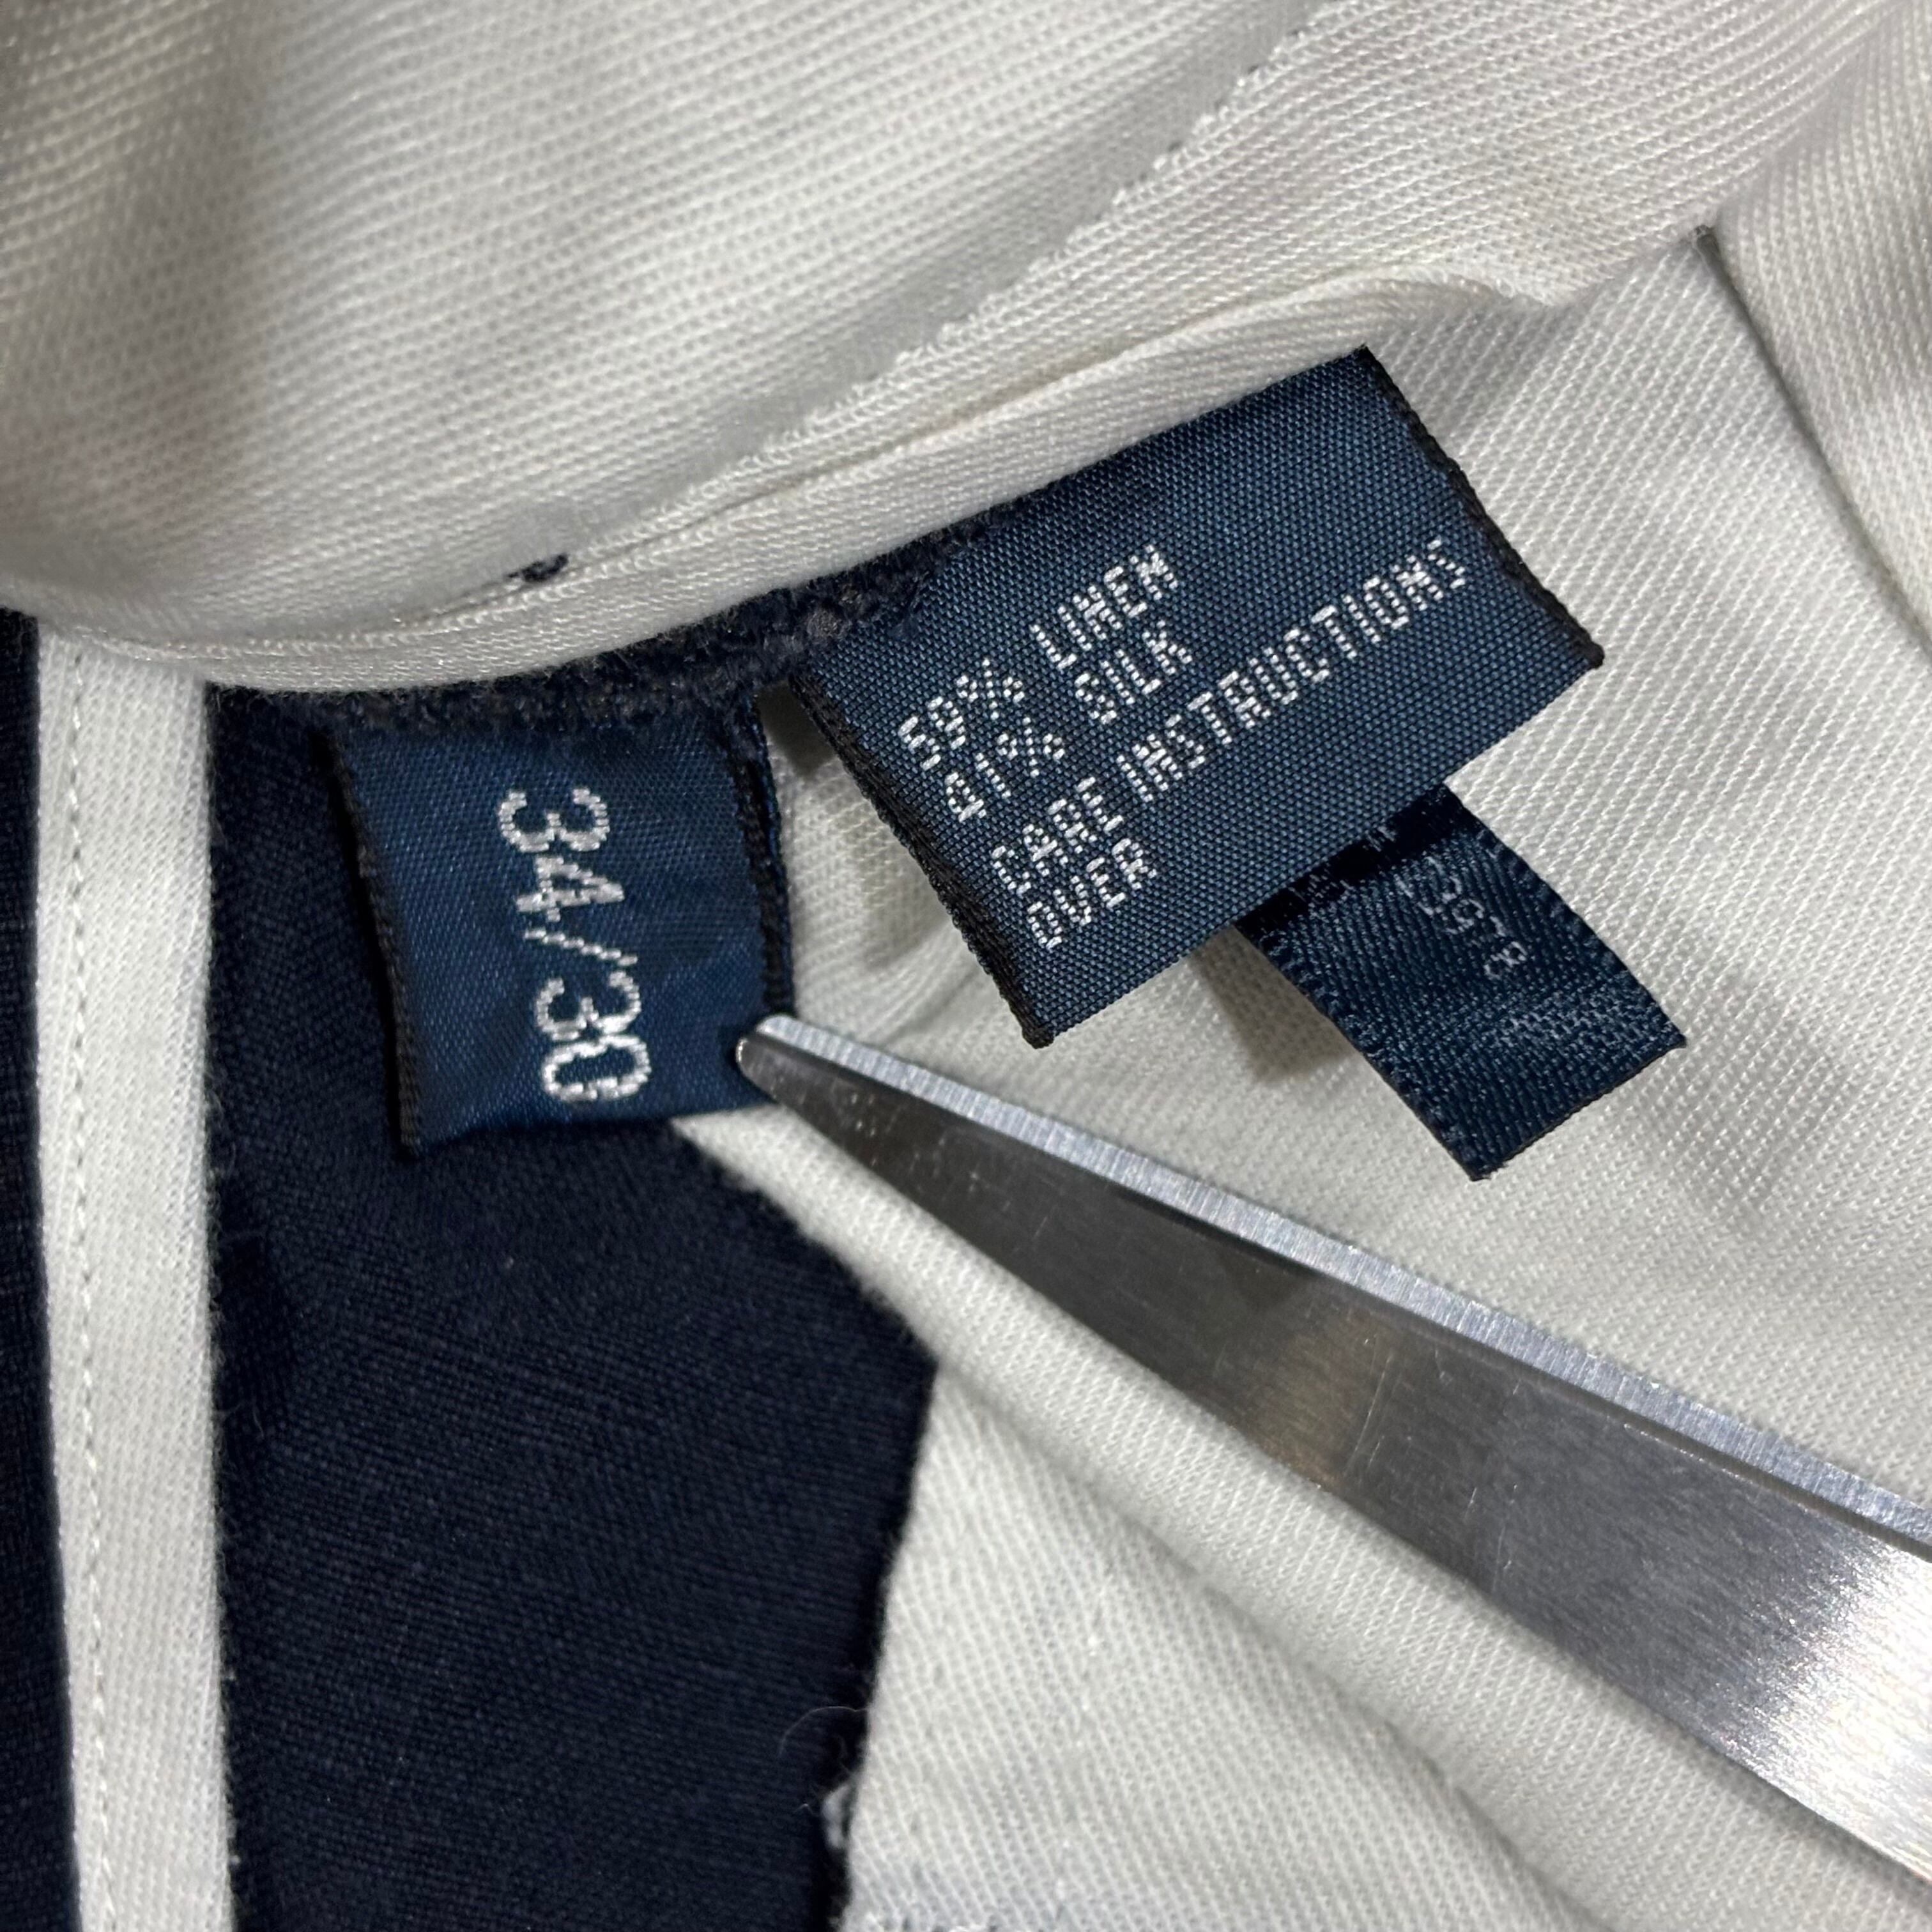 34/30
59% LINEN
41% SILK
CARE INSTRUCTIONS
OVER